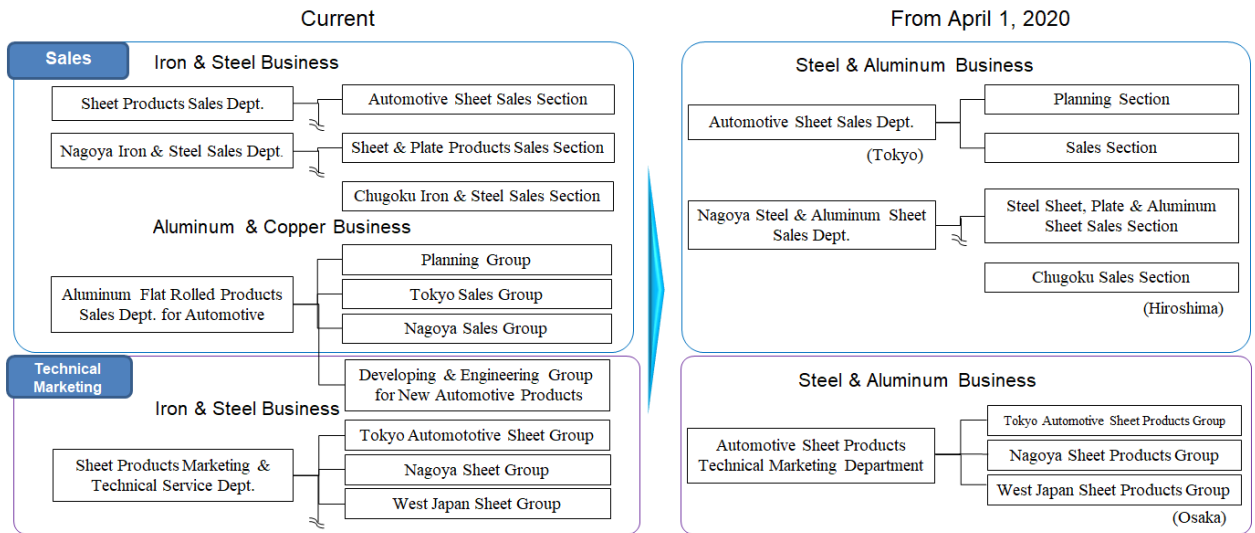 Current
Sales
Iron & Steel Business
Sheet Products Sales Dept.
Automotive Sheet Sales Section
Nagoya Iron & Steel Sales Dept.
Sheet & Plate Products Sales Section
Chugoku Iron & Steel Sales Section
Aluminum & Copper Business
Aluminum Flat Rolled Products
Sales Dept. for Automotive
Planning Group
Tokyo Sales Group
Nagoya Sales Group
Developing & Engineering Group
for New Automotive Products
Technical
Marketing
Iron & Steel Business
Sheet Products Marketing &
Technical Service Dept.
Tokyo Automototive Sheet Group
Nagoya Sheet Group
West Japan Sheet Group
From April 1, 2020
Steel & Aluminum Business
Automotive Sheet Sales Dept.
(Tokyo)
Planning Section
Sales Section
Nagoya Steel & Aluminum Sheet
Sales Dept.
Steel Sheet, Plate & Aluminum
Sheet Sales Section
Chugoku Sales Section
(Hiroshima)
Steel & Aluminum Business
Automotive Sheet Products
Technical Marketing Department
Tokyo Automotive Sheet Products Group
Nagoya Sheet Products Group
West Japan Sheet Products Group
(Osaka)